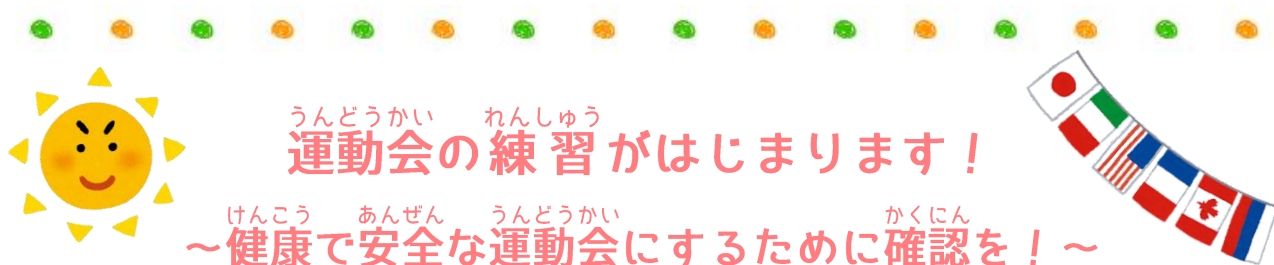 うんどうかい れんしゅう
運動会の練習がはじまります！
けんこう あんぜん うんどうかい かくにん
～健康で安全な運動会にするために確認を！～